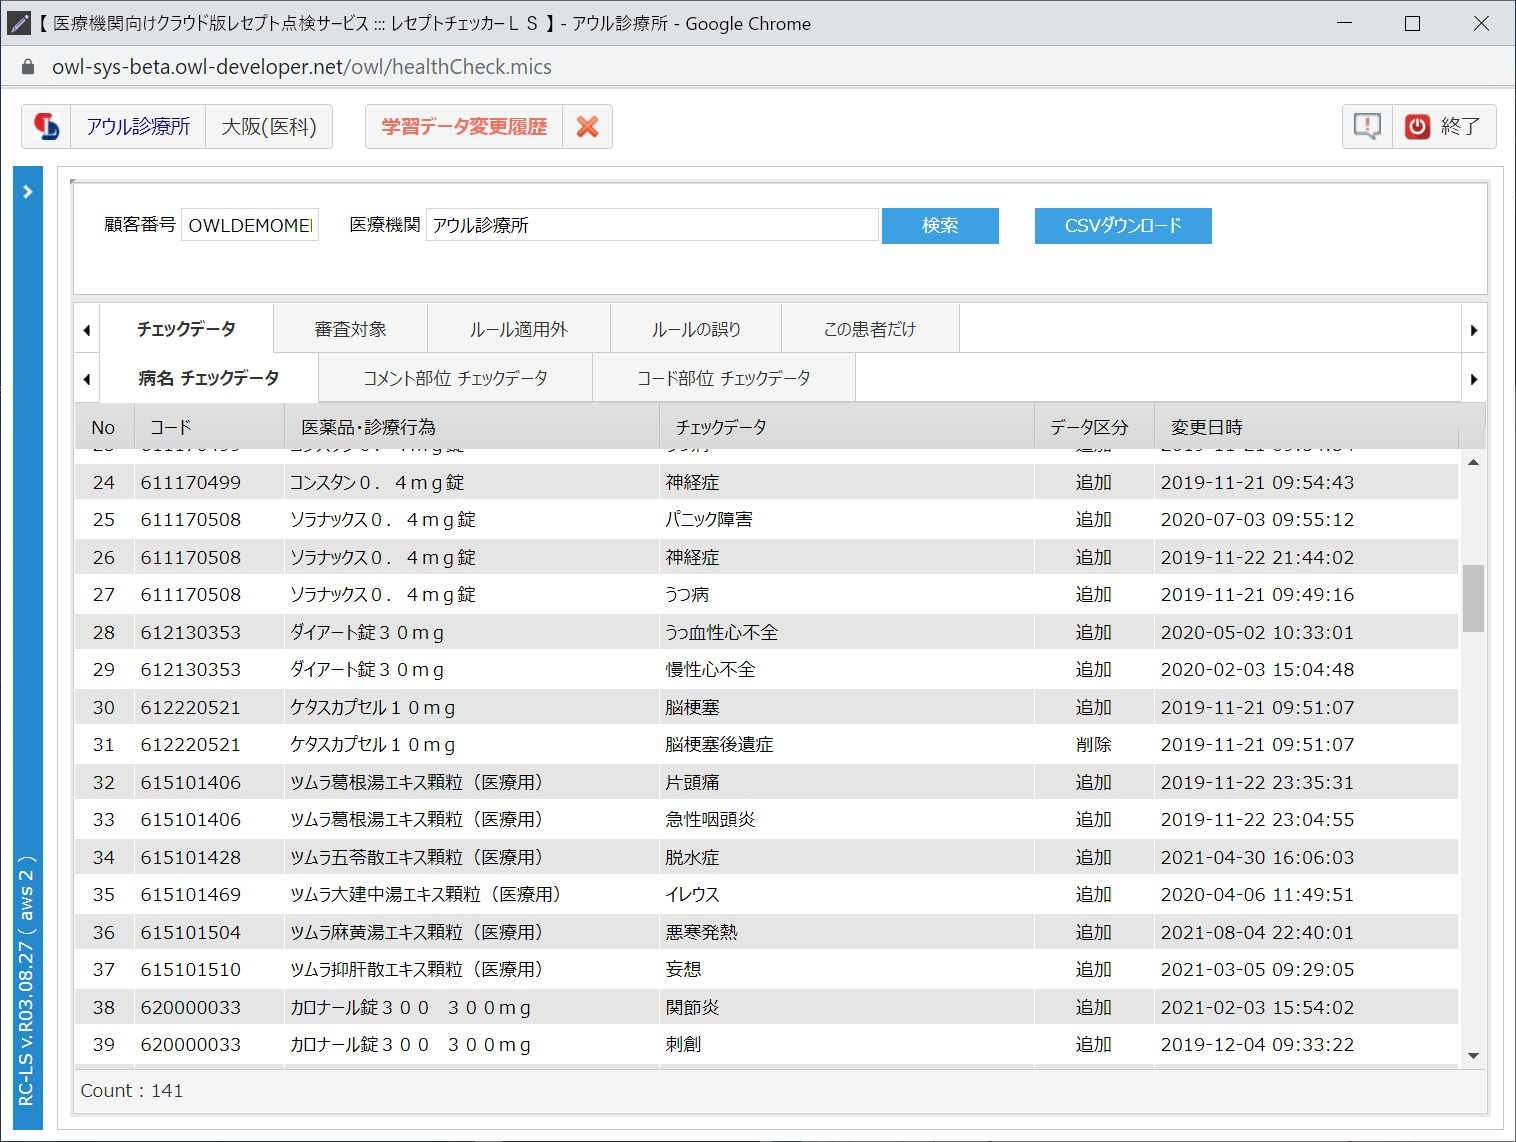 【 医療機関向けクラウド版レセプト点検サービス ::: レセプトチェッカーＬＳ 】 - アウル診療所 - Google Chrome
owl-sys-beta.owl-developer.net/owl/healthCheck.mics
アウル診療所 大阪(医科) 学習データ変更履歴 終了
顧客番号 OWLDEMOME 医療機関 アウル診療所 検索 CSVダウンロード
チェックデータ 審査対象 ルール適用外 ルールの誤り この患者だけ
病名 チェックデータ コメント部位 チェックデータ コード部位 チェックデータ
No コード 医薬品・診療行為 チェックデータ データ区分 変更日時
24 611170499 コンスタン０．４ｍｇ錠 神経症 追加 2019-11-21 09:54:43
25 611170508 ソラナックス０．４ｍｇ錠 パニック障害 追加 2020-07-03 09:55:12
26 611170508 ソラナックス０．４ｍｇ錠 神経症 追加 2019-11-22 21:44:02
27 611170508 ソラナックス０．４ｍｇ錠 うつ病 追加 2019-11-21 09:49:16
28 612130353 ダイアート錠３０ｍｇ うっ血性心不全 追加 2020-05-02 10:33:01
29 612130353 ダイアート錠３０ｍｇ 慢性心不全 追加 2020-02-03 15:04:48
30 612220521 ケタスカプセル１０ｍｇ 脳梗塞 追加 2019-11-21 09:51:07
31 612220521 ケタスカプセル１０ｍｇ 脳梗塞後遺症 削除 2019-11-21 09:51:07
32 615101406 ツムラ葛根湯エキス顆粒（医療用） 片頭痛 追加 2019-11-22 23:35:31
33 615101406 ツムラ葛根湯エキス顆粒（医療用） 急性咽頭炎 追加 2019-11-22 23:04:55
34 615101428 ツムラ五苓散エキス顆粒（医療用） 脱水症 追加 2021-04-30 16:06:03
35 615101469 ツムラ大建中湯エキス顆粒（医療用） イレウス 追加 2020-04-06 11:49:51
36 615101504 ツムラ麻黄湯エキス顆粒（医療用） 悪寒発熱 追加 2021-08-04 22:40:01
37 615101510 ツムラ抑肝散エキス顆粒（医療用） 妄想 追加 2021-03-05 09:29:05
38 620000033 カロナール錠３００　３００ｍｇ 関節炎 追加 2021-02-03 15:54:02
39 620000033 カロナール錠３００　３００ｍｇ 刺創 追加 2019-12-04 09:33:22
Count : 141
RC-LS v.R03.08.27 ( aws 2 )